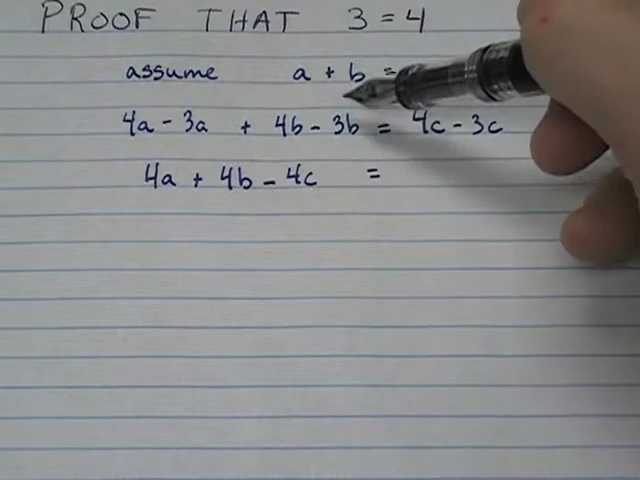 PROOF THAT 3 = 4
assume a + b =
4a - 3a + 4b - 3b = 4c - 3c
4a + 4b - 4c =